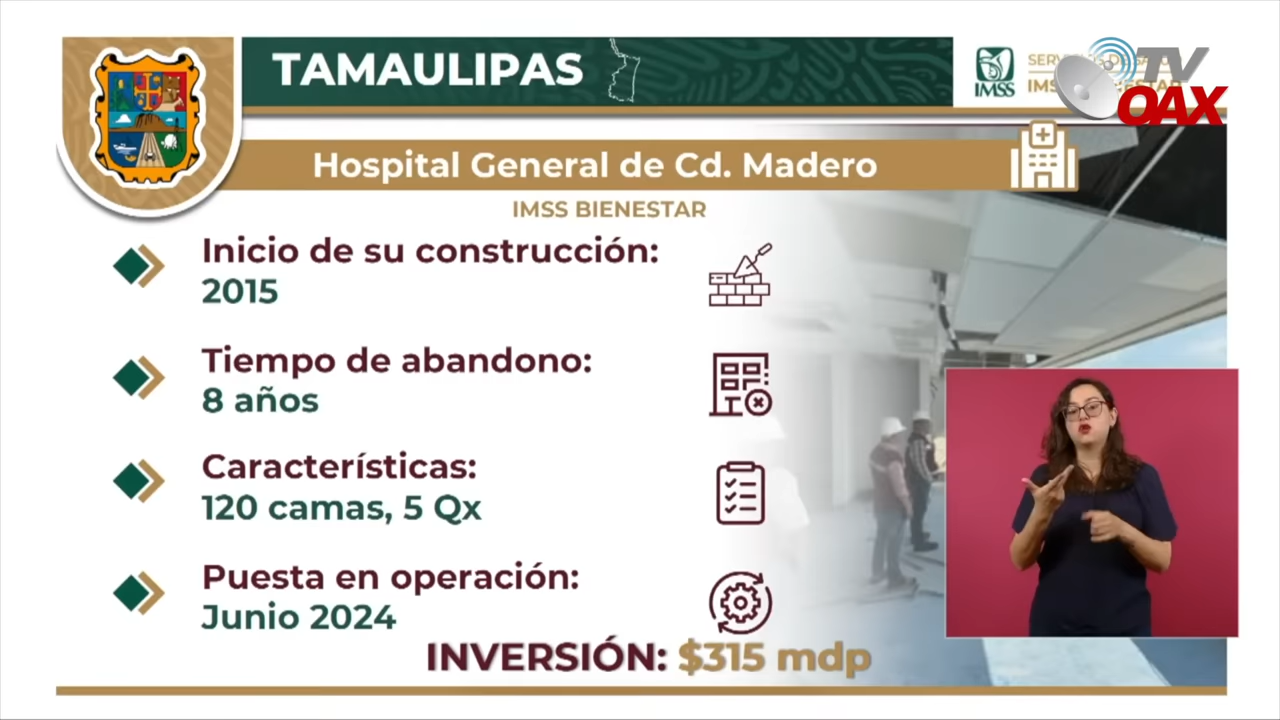 TAMAULIPAS
IMSS
TV
OAX
Hospital General de Cd. Madero
IMSS BIENESTAR
Inicio de su construcción:
2015
Tiempo de abandono:
8 años
Características:
120 camas, 5 Qx
Puesta en operación:
Junio 2024
INVERSIÓN: $315 mdp